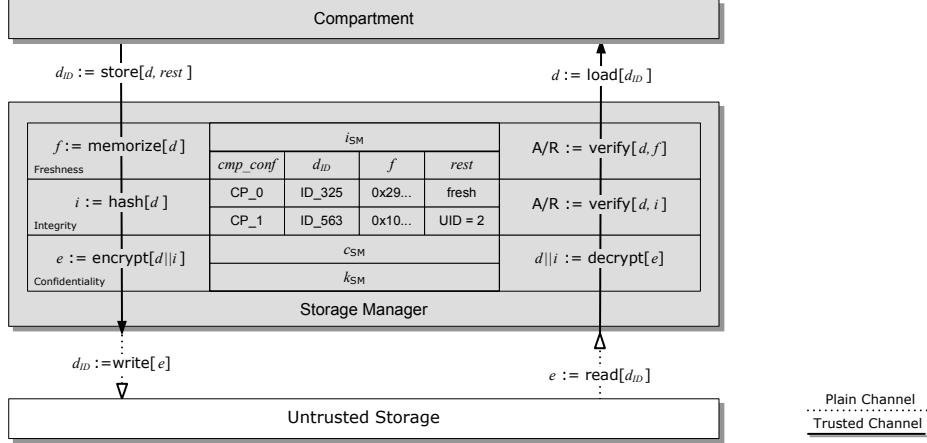 Compartment
d_ID := store[d, rest ]
d := load[d_ID]
f := memorize[d]
Freshness
i_SM
A/R := verify[d, f]
cmp_conf d_ID f rest
i := hash[d ]
Integrity
CP_0 ID_325 0x29... fresh
CP_1 ID_563 0x10... UID = 2
A/R := verify[d, i]
e := encrypt[d||i]
Confidentiality
c_SM
k_SM
d||i := decrypt[e]
Storage Manager
d_ID :=write[e]
e := read[d_ID]
Untrusted Storage
Plain Channel
Trusted Channel